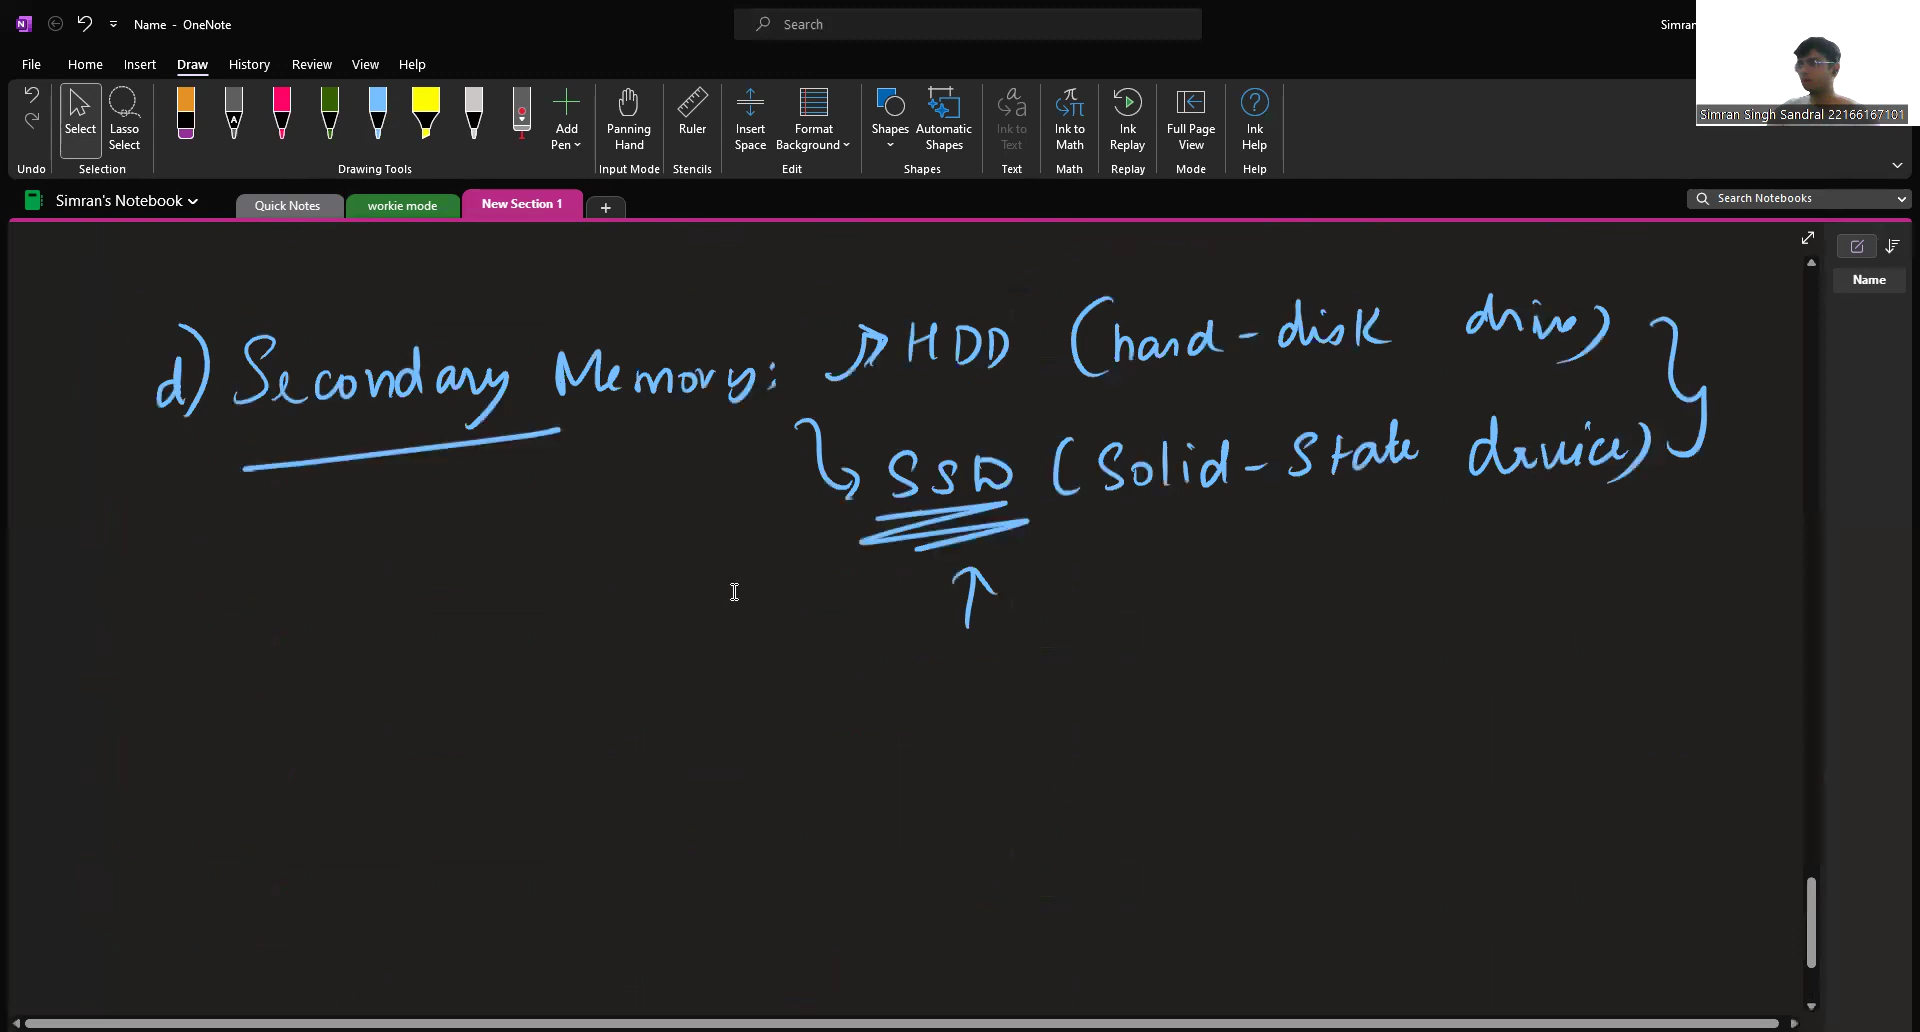 Name - OneNote
Search
Simran
File Home Insert Draw History Review View Help
Simran Singh Sandral 22166167101
Select
Lasso Select
Add Pen
Panning Hand
Ruler
Insert Space
Format Background
Shapes
Automatic Shapes
Ink to Text
Ink to Math
Ink Replay
Full Page View
Ink Help
Undo Selection Drawing Tools Input Mode Stencils Edit Shapes Text Math Replay Mode Help
Simran's Notebook
Quick Notes
workie mode
New Section 1
Search Notebooks
Name
d) Secondary Memory:
HDD (hard-disk drive)
SSD (Solid-State device)